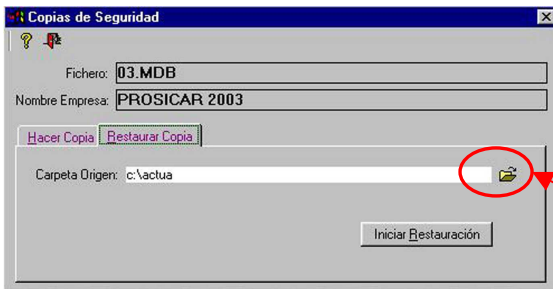 Copias de Seguridad
Fichero: 03.MDB
Nombre Empresa: PROSICAR 2003
Hacer Copia Restaurar Copia
Carpeta Origen: c:\actua
Iniciar Restauración